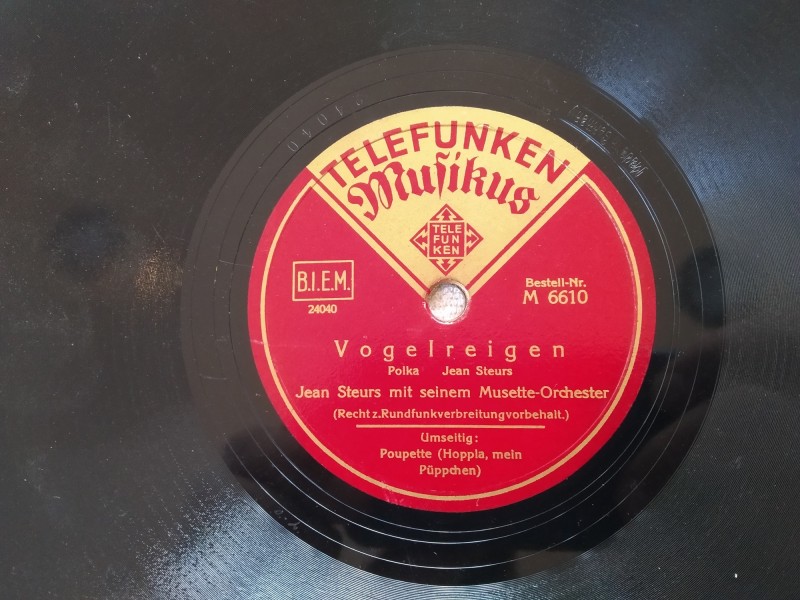 TELEFUNKEN
Musikus
TELE
FUN
KEN
B.I.E.M.
24040
Bestell-Nr.
M 6610
Vogelreigen
Polka Jean Steurs
Jean Steurs mit seinem Musette-Orchester
(Recht z.Rundfunkverbreitungvorbehalt.)
Umseitig:
Poupette (Hoppla, mein
Püppchen)
24040